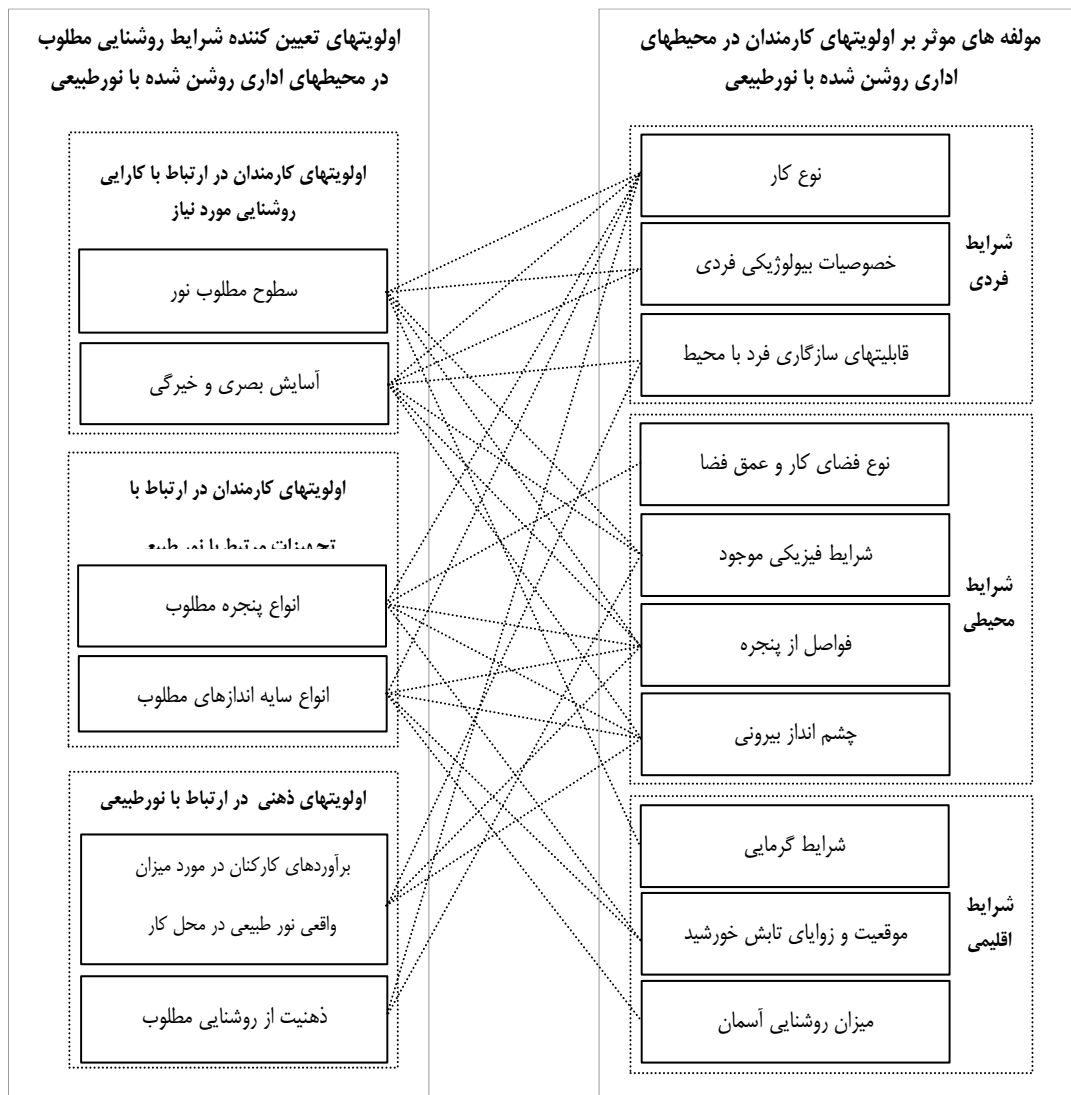 مولفه های موثر بر اولویتهای کارمندان در محیطهای
اداری روشن شده با نورطبیعی
شرایط
فردی
نوع کار
خصوصیات بیولوژیکی فردی
قابلیتهای سازگاری فرد با محیط
شرایط
محیطی
نوع فضای کار و عمق فضا
شرایط فیزیکی موجود
فواصل از پنجره
چشم انداز بیرونی
شرایط
اقلیمی
شرایط گرمایی
موقعیت و زوایای تابش خورشید
میزان روشنایی آسمان
اولویتهای تعیین کننده شرایط روشنایی مطلوب
در محیطهای اداری روشن شده با نورطبیعی
اولویتهای کارمندان در ارتباط با کارایی
روشنایی مورد نیاز
سطوح مطلوب نور
آسایش بصری و خیرگی
اولویتهای کارمندان در ارتباط با
تجهیزات مرتبط با نور طبیعی
انواع پنجره مطلوب
انواع سایه اندازهای مطلوب
اولویتهای ذهنی در ارتباط با نورطبیعی
برآوردهای کارکنان در مورد میزان
واقعی نور طبیعی در محل کار
ذهنیت از روشنایی مطلوب